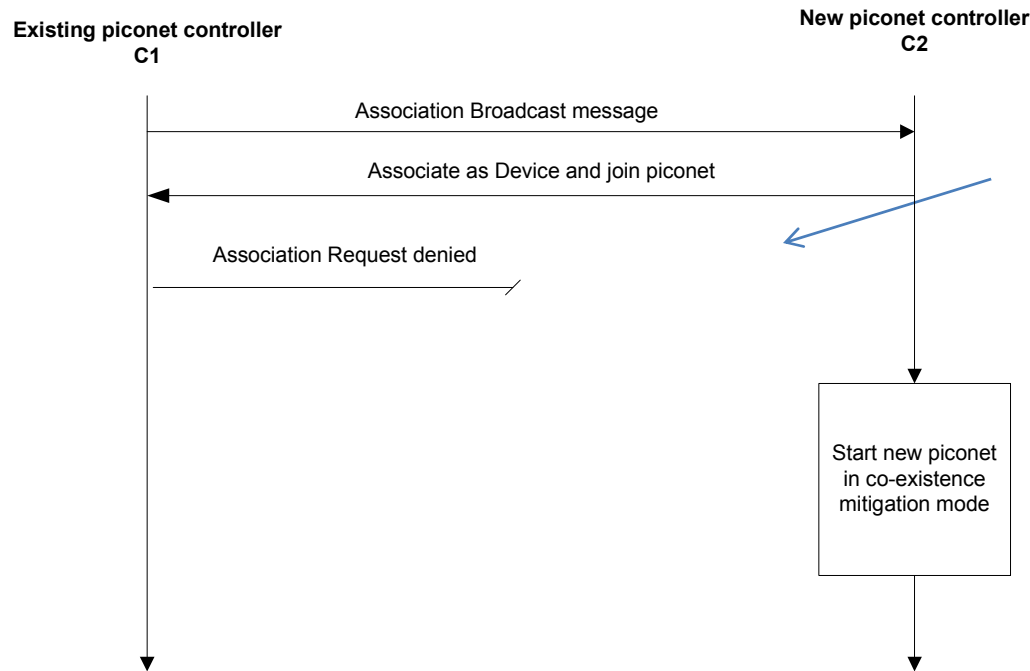 Existing piconet controller
C1
New piconet controller
C2
Association Broadcast message
Associate as Device and join piconet
Association Request denied
Start new piconet
in co-existence
mitigation mode